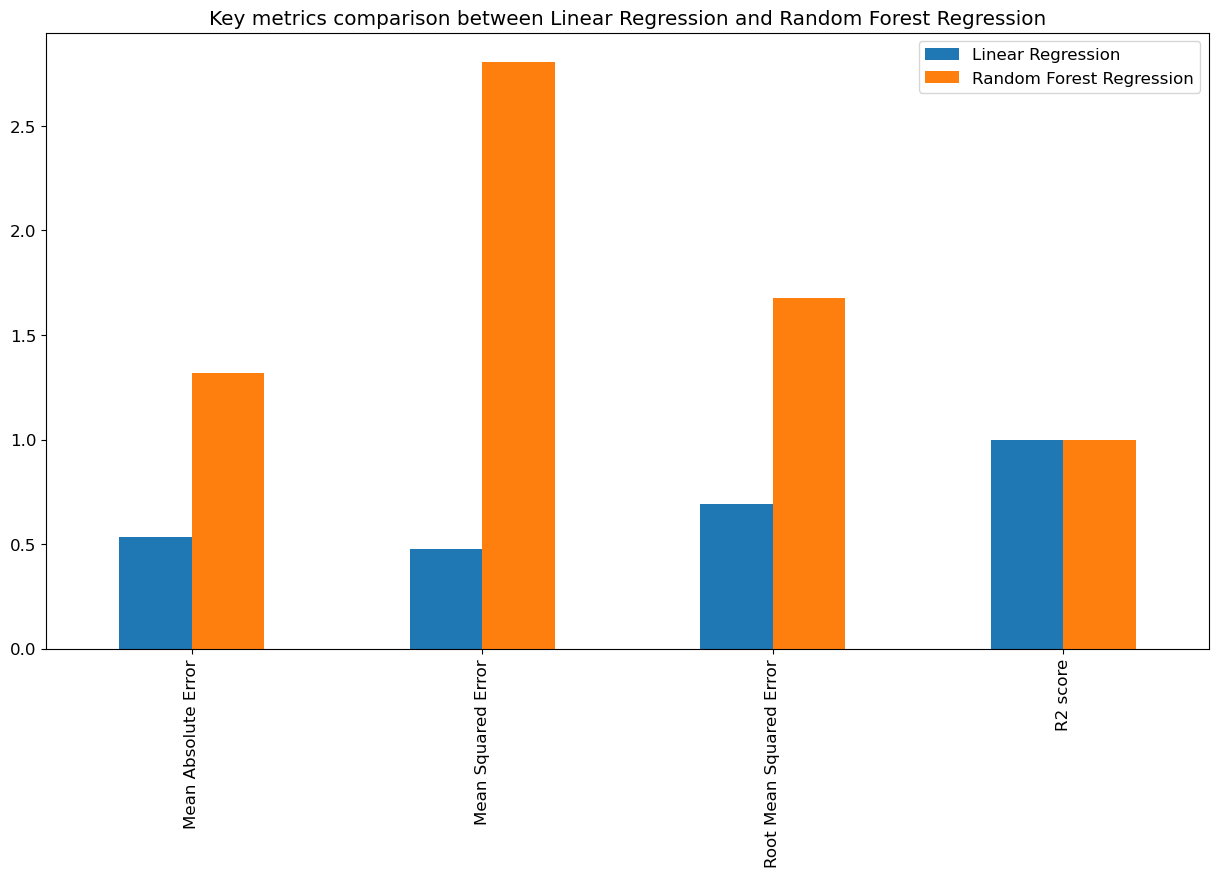 Key metrics comparison between Linear Regression and Random Forest Regression
Linear Regression
Random Forest Regression
2.5
2.0
1.5
1.0
0.5
0.0
Mean Absolute Error
Mean Squared Error
Root Mean Squared Error
R2 score